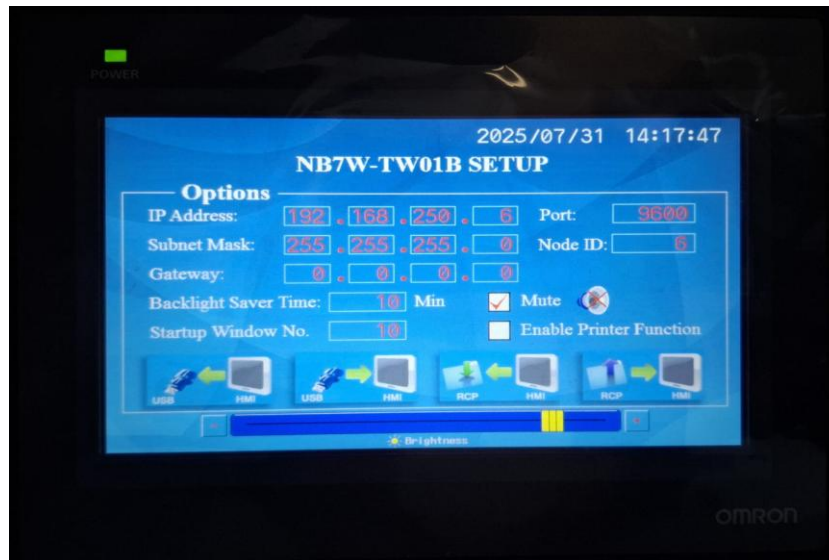 POWER
2025/07/31 14:17:47
NB7W-TW01B SETUP
Options
IP Address: 192 . 168 . 250 . 6 Port: 9600
Subnet Mask: 255 . 255 . 255 . 0 Node ID: 6
Gateway: 0 . 0 . 0 . 0
Backlight Saver Time: 10 Min Mute
Startup Window No. 10 Enable Printer Function
USB HMI USB HMI RCP HMI RCP HMI
Brightness
OMRON